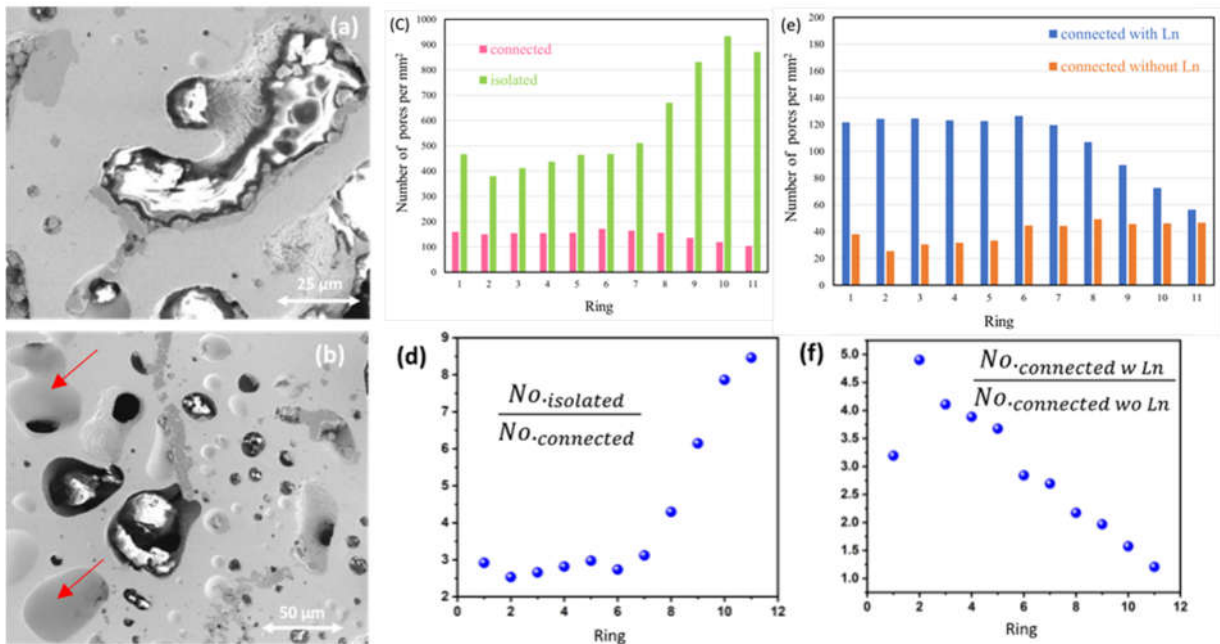 (a)
25 µm
(b)
50 µm
(C)
connected
isolated
Number of pores per mm²
1000
900
800
700
600
500
400
300
200
100
0
1 2 3 4 5 6 7 8 9 10 11
Ring
(d)
No.isolated
No.connected
9
8
7
6
5
4
3
2
0 2 4 6 8 10 12
Ring
(e)
connected with Ln
connected without Ln
Number of pores per mm²
200
180
160
140
120
100
80
60
40
20
0
1 2 3 4 5 6 7 8 9 10 11
Ring
(f)
No.connected w Ln
No.connected wo Ln
5.0
4.5
4.0
3.5
3.0
2.5
2.0
1.5
1.0
0 2 4 6 8 10 12
Ring